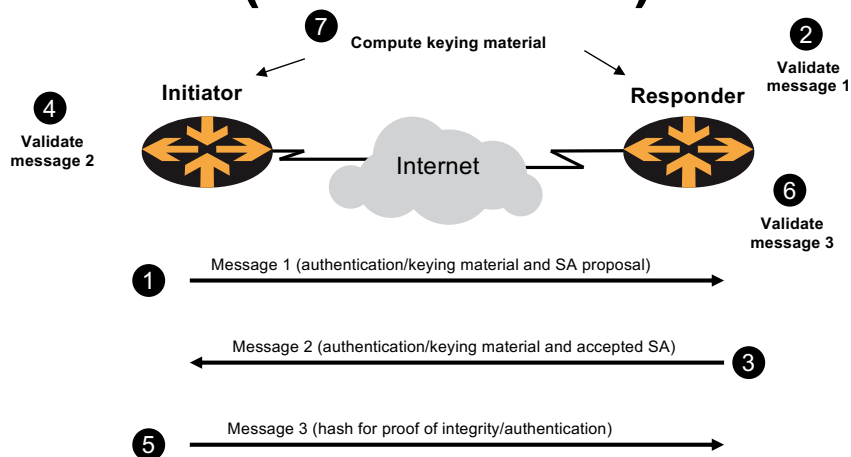 7
Compute keying material
2
Validate
message 1
Initiator
Responder
4
Validate
message 2
Internet
6
Validate
message 3
1
Message 1 (authentication/keying material and SA proposal)
Message 2 (authentication/keying material and accepted SA)
3
Message 3 (hash for proof of integrity/authentication)
5